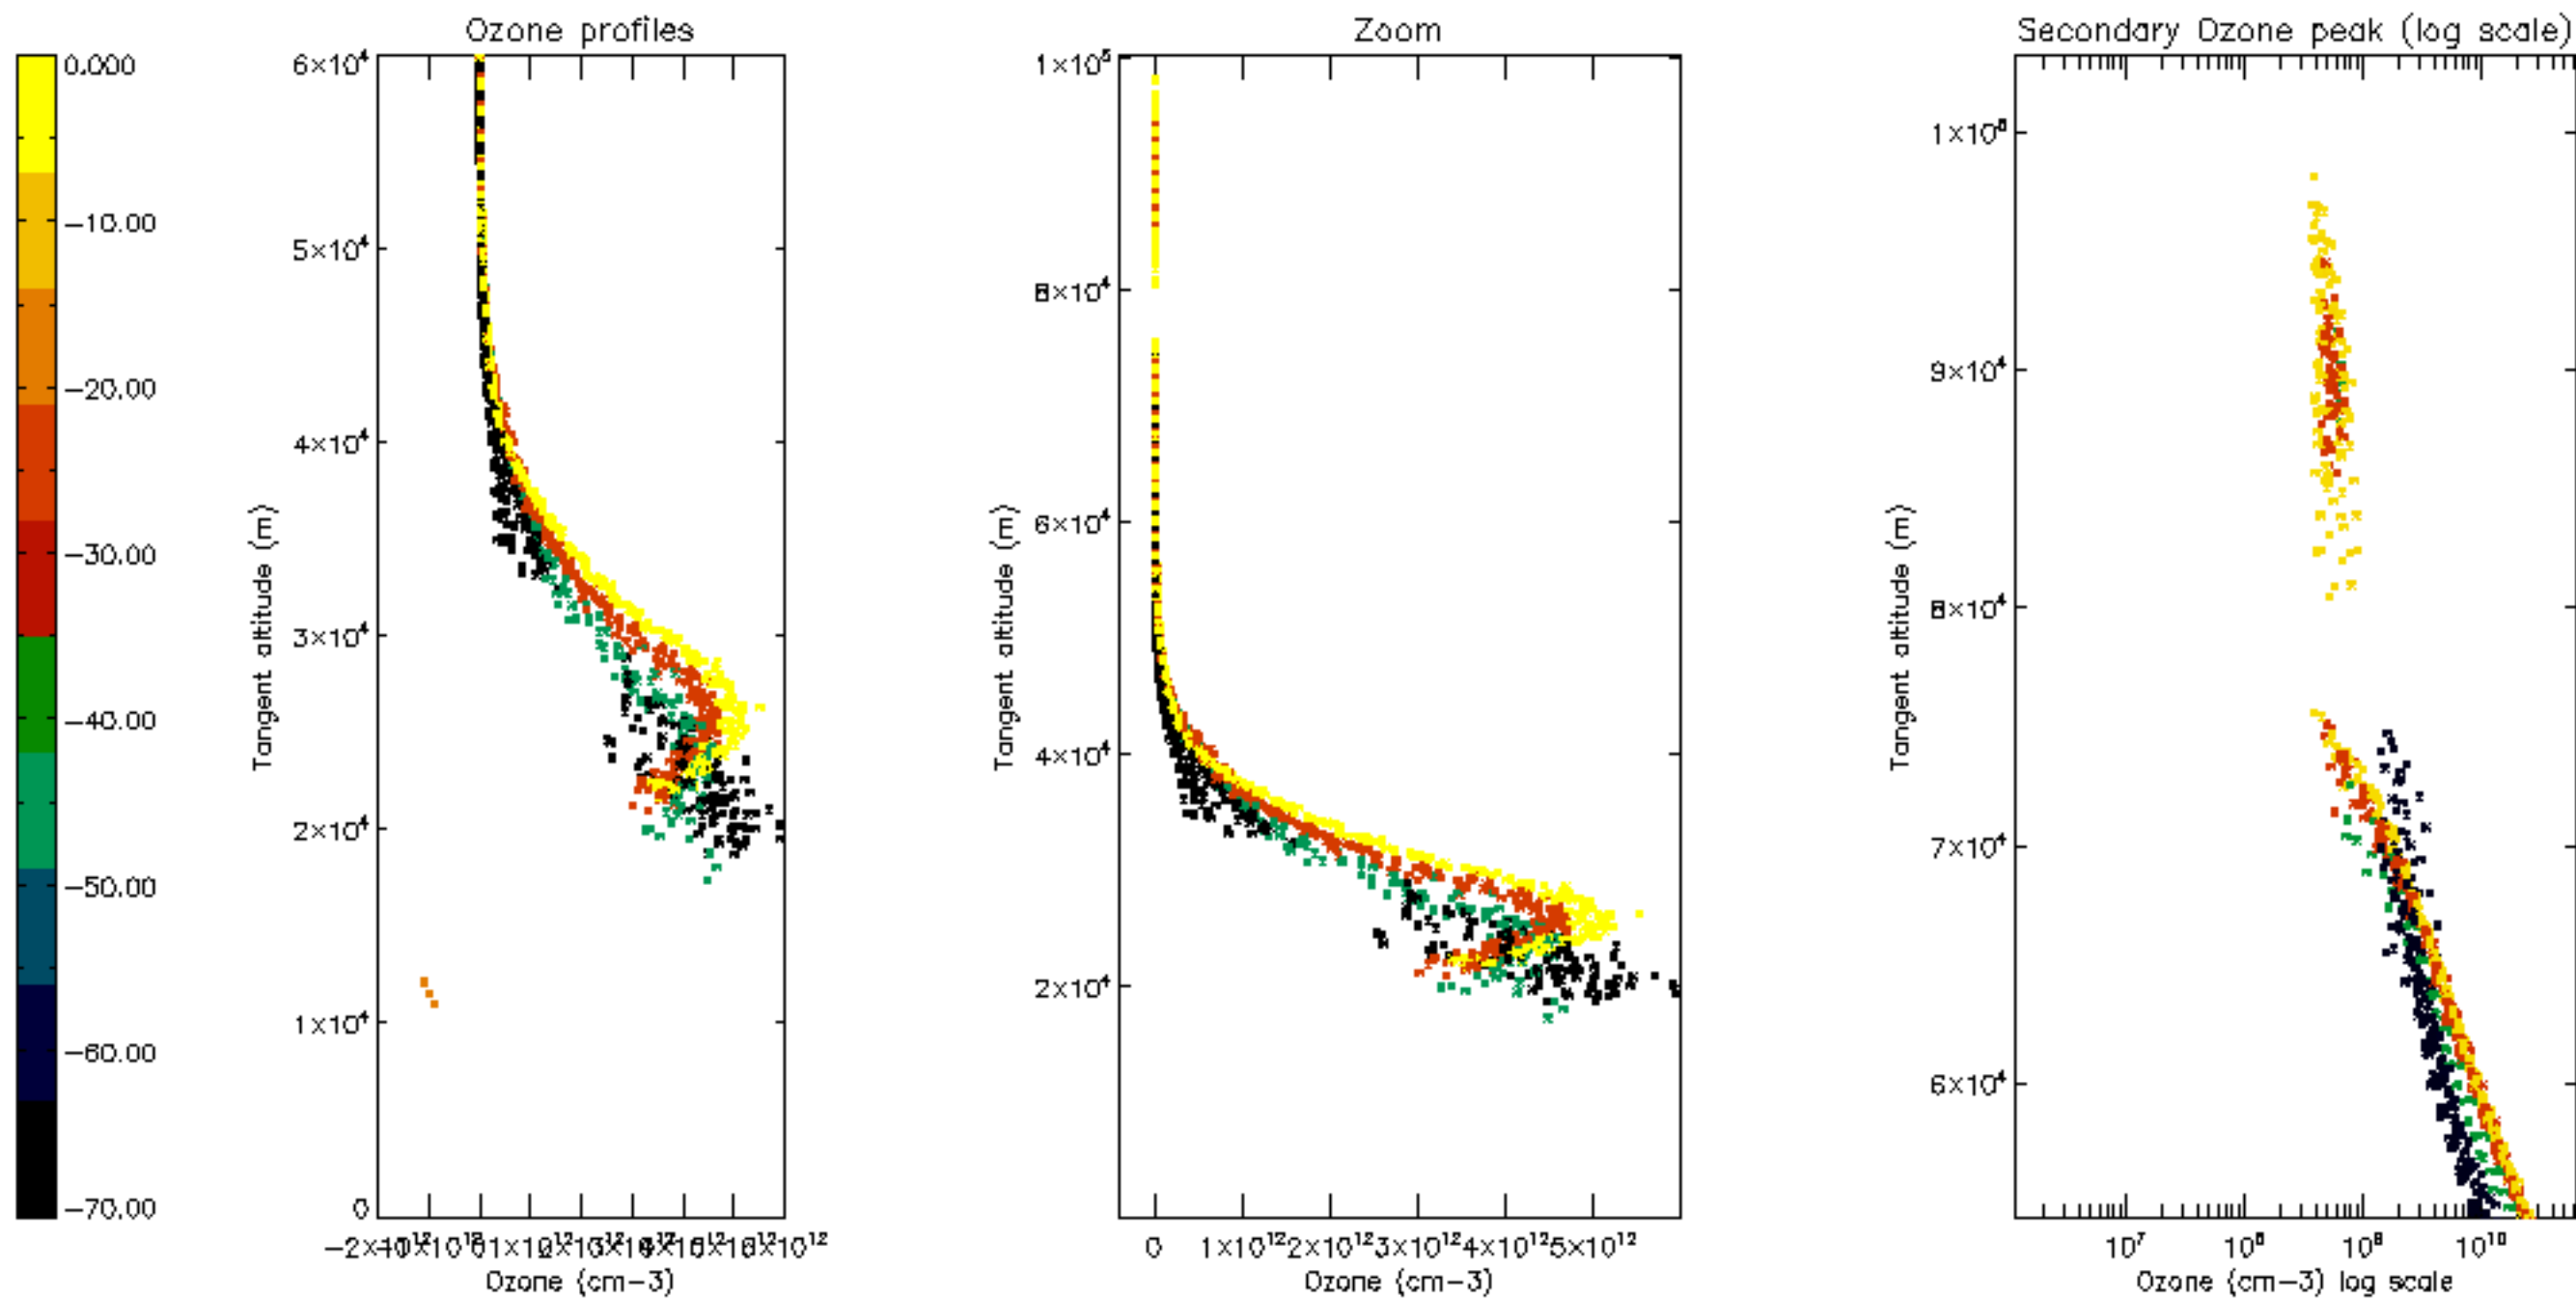 Ozone profiles
Zoom
Secondary Ozone peak (log scale)
0.000
−10.00
−20.00
−30.00
−40.00
−50.00
−60.00
−70.00
6×10⁴
5×10⁴
4×10⁴
3×10⁴
2×10⁴
1×10⁴
0
Tangent altitude (m)
Ozone (cm−3)
1×10⁵
8×10⁴
6×10⁴
4×10⁴
2×10⁴
Tangent altitude (m)
0 1×10¹² 2×10¹² 3×10¹² 4×10¹² 5×10¹²
Ozone (cm−3)
9×10⁴
8×10⁴
7×10⁴
6×10⁴
Tangent altitude (m)
10⁷ 10⁸ 10⁹ 10¹⁰
Ozone (cm−3) log scale